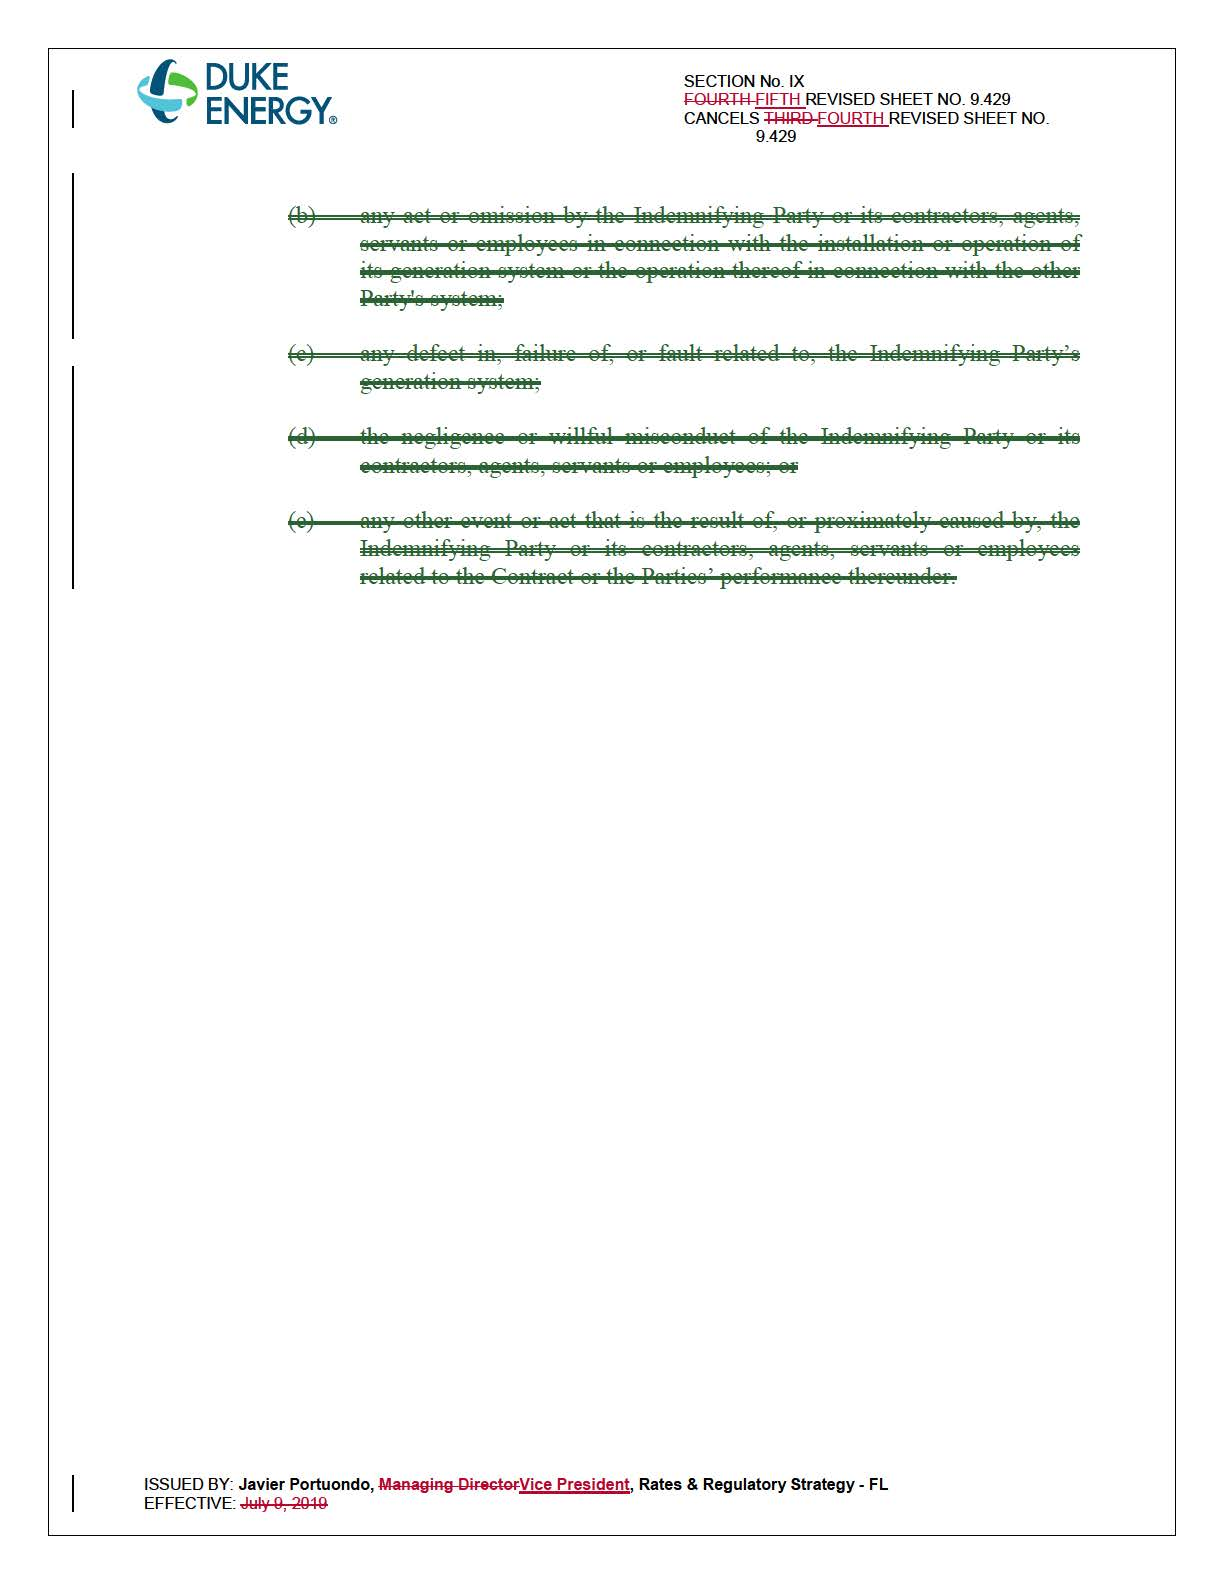 DUKE
ENERGY®
SECTION No. IX
FOURTH FIFTH REVISED SHEET NO. 9.429
CANCELS THIRD FOURTH REVISED SHEET NO.
9.429
(b) any act or omission by the Indemnifying Party or its contractors, agents,
servants or employees in connection with the installation or operation of
its generation system or the operation thereof in connection with the other
Party's system;
(c) any defect in, failure of, or fault related to, the Indemnifying Party’s
generation system;
(d) the negligence or willful misconduct of the Indemnifying Party or its
contractors, agents, servants or employees; or
(e) any other event or act that is the result of, or proximately caused by, the
Indemnifying Party or its contractors, agents, servants or employees
related to the Contract or the Parties’ performance thereunder.
ISSUED BY: Javier Portuondo, Managing DirectorVice President, Rates & Regulatory Strategy - FL
EFFECTIVE: July 9, 2019